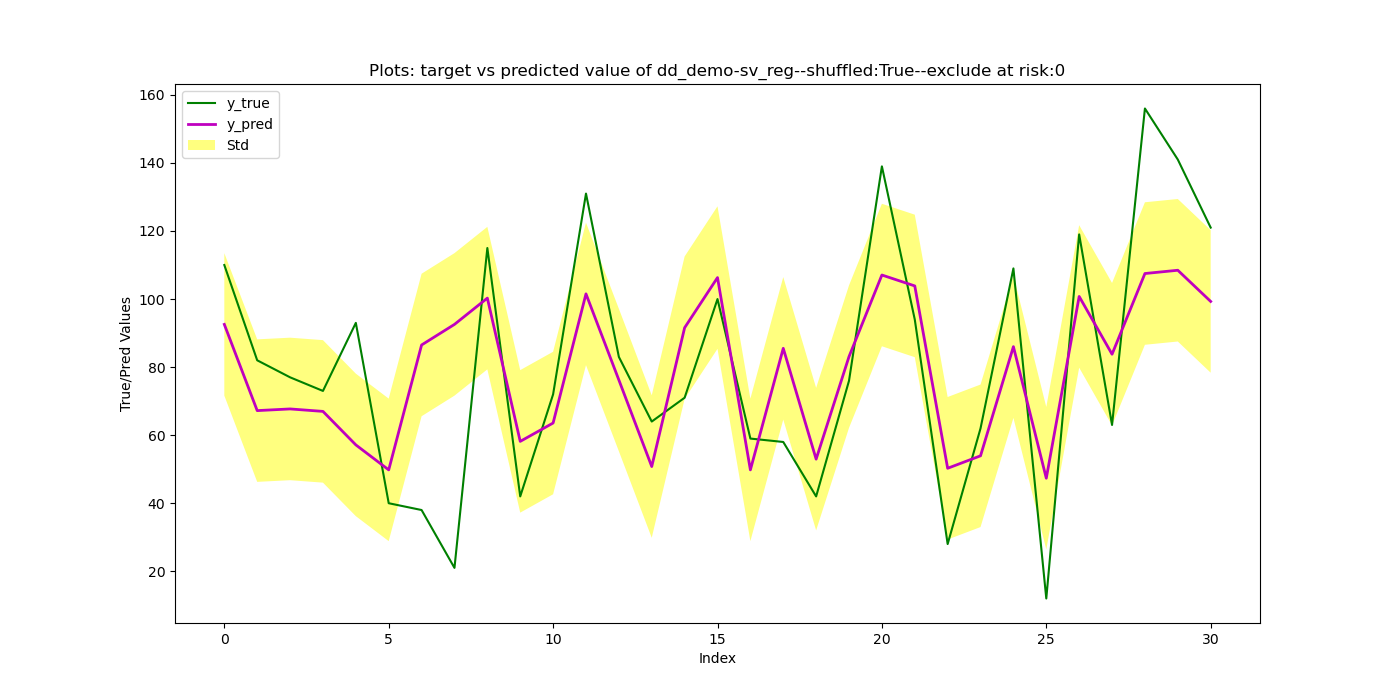 Plots: target vs predicted value of dd_demo-sv_reg--shuffled:True--exclude at risk:0
y_true
y_pred
Std
True/Pred Values
160
140
120
100
80
60
40
20
0 5 10 15 20 25 30
Index